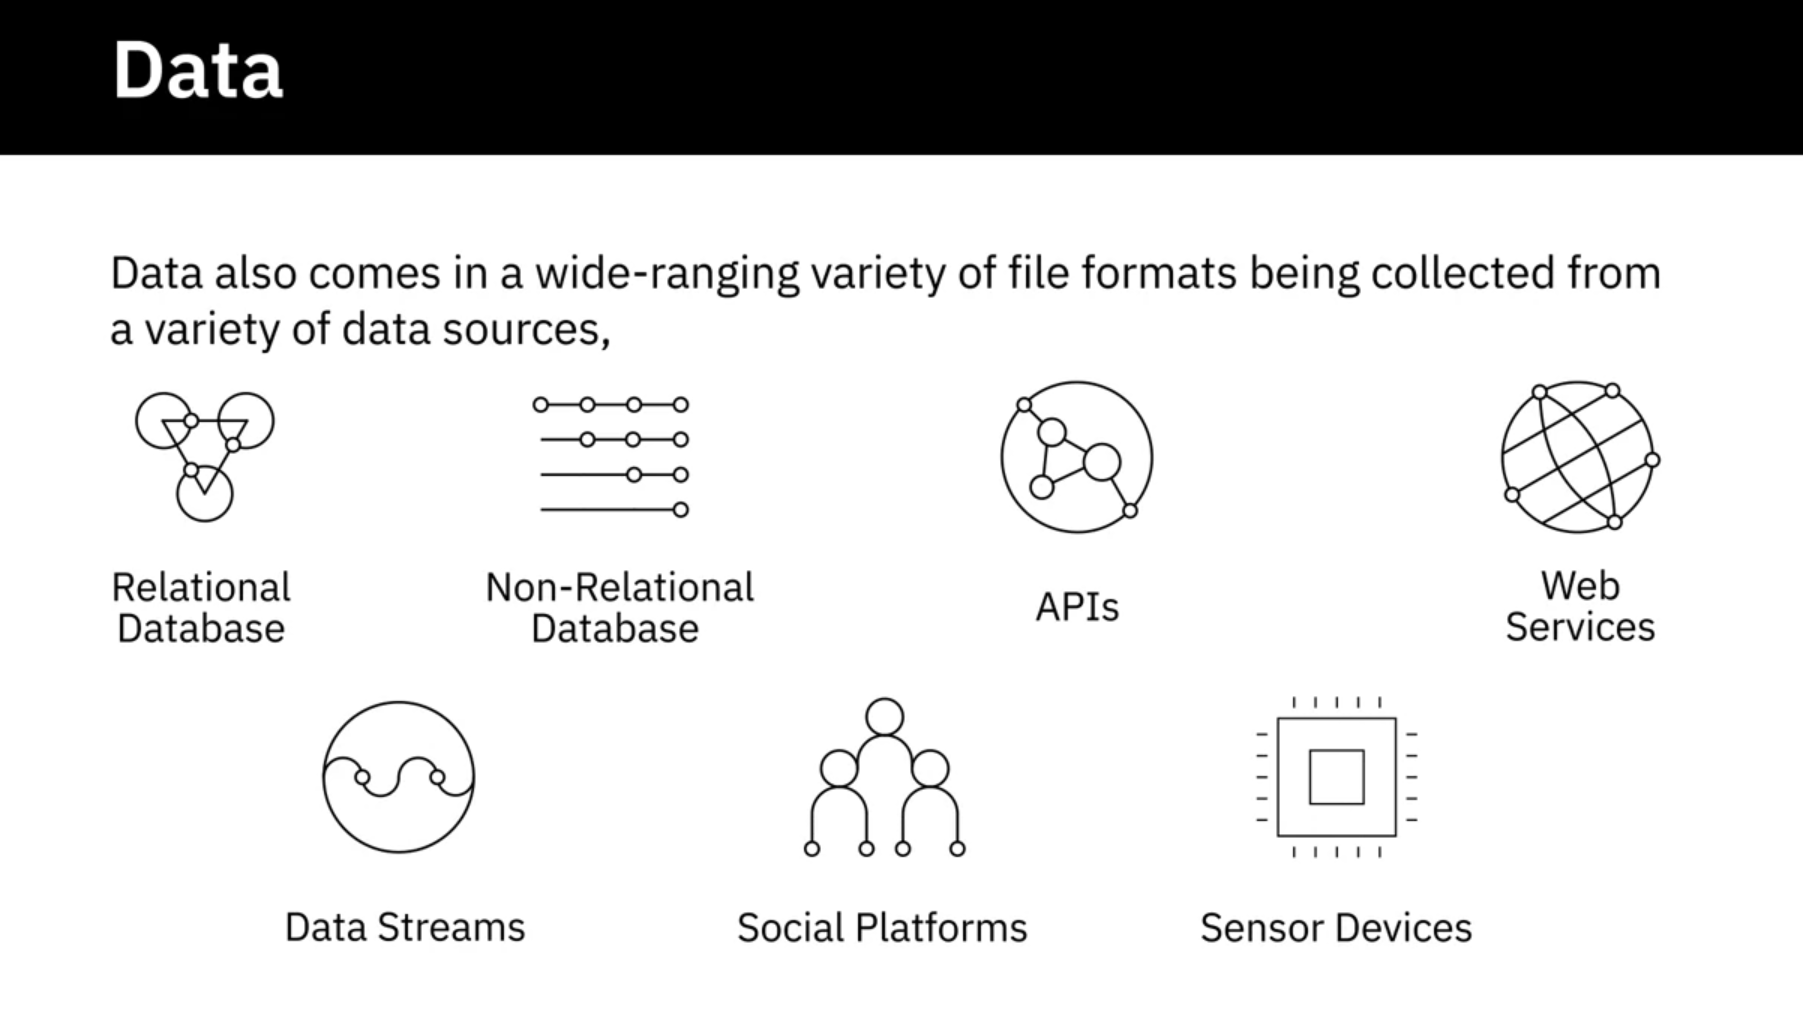 Data
Data also comes in a wide-ranging variety of file formats being collected from
a variety of data sources,
Relational
Database
Non-Relational
Database
APIs
Web
Services
Data Streams
Social Platforms
Sensor Devices